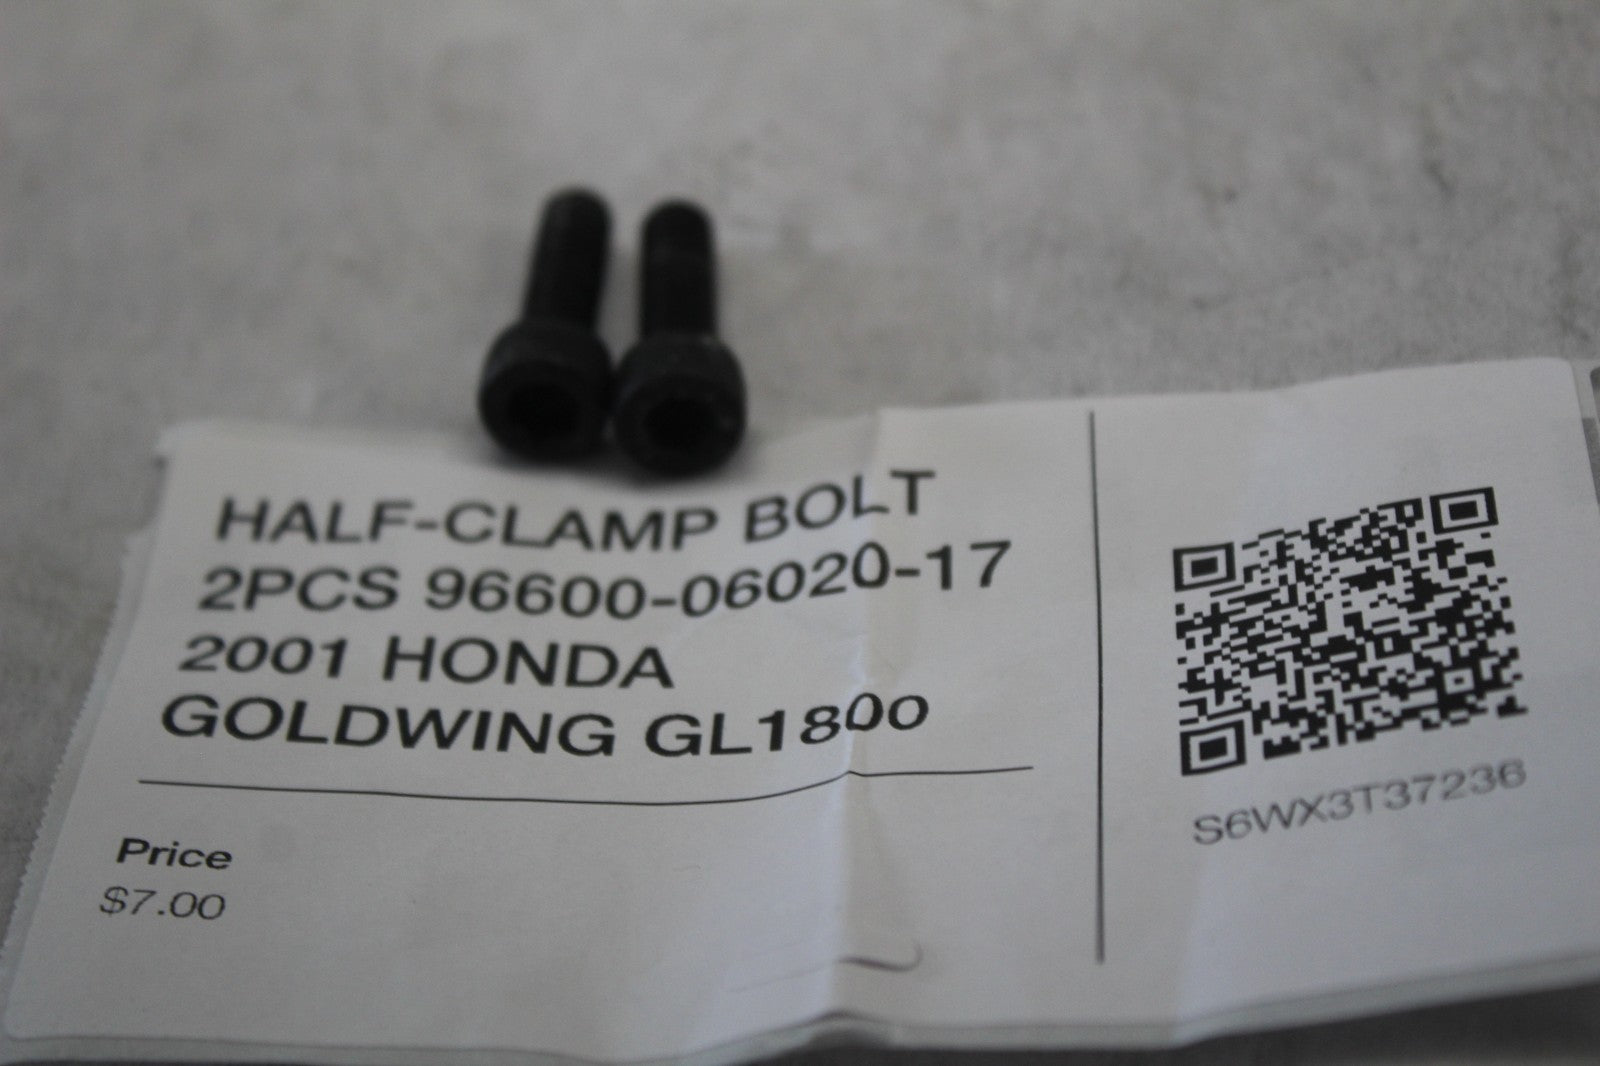 HALF-CLAMP BOLT
2PCS 96600-06020-17
2001 HONDA
GOLDWING GL1800
Price
$7.00
S6WX3T37236